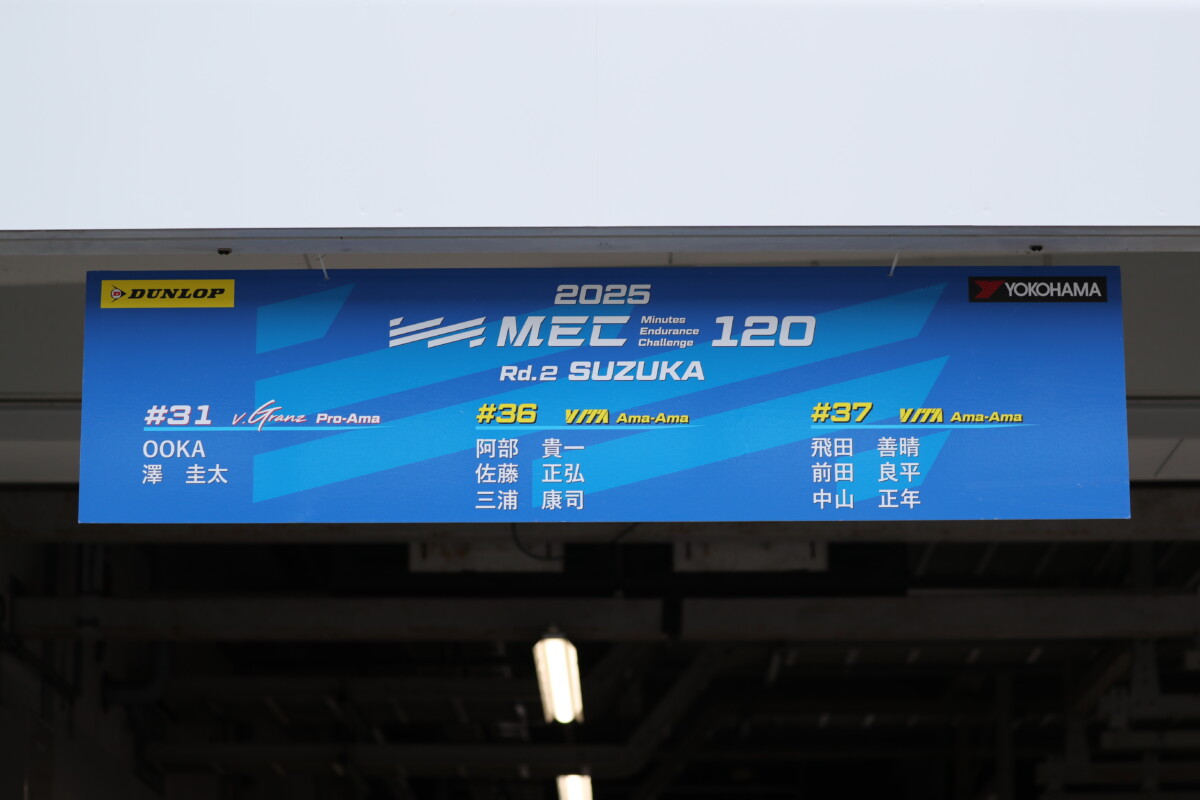 DUNLOP
YOKOHAMA
2025
MEC Minutes Endurance Challenge 120
Rd.2 SUZUKA
#31 v.Granz Pro-Ama
OOKA
澤 圭太
#36 VITA Ama-Ama
阿部 貴一
佐藤 正弘
三浦 康司
#37 VITA Ama-Ama
飛田 善晴
前田 良平
中山 正年